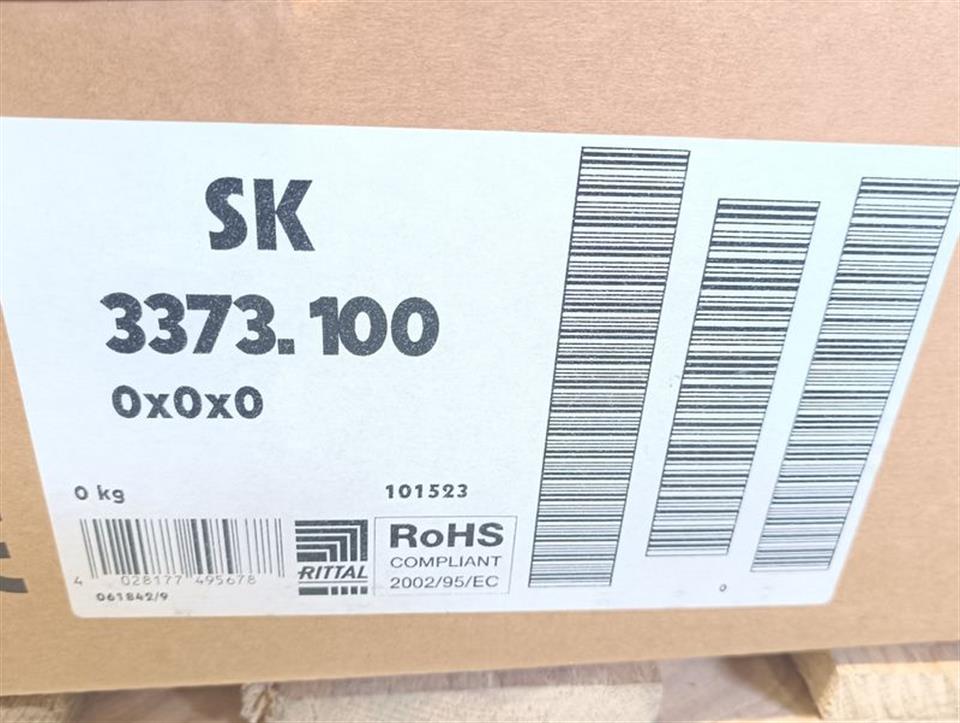 SK
3373.100
0x0x0
0 kg
101523
4 028177 495678
061842/9
RITTAL
RoHS
COMPLIANT
2002/95/EC
0